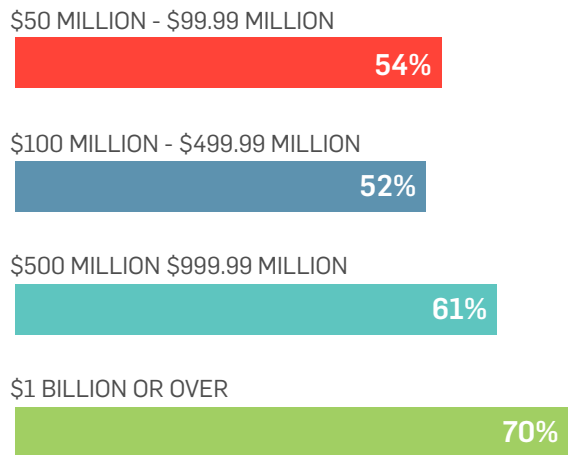 $50 MILLION - $99.99 MILLION
54%
$100 MILLION - $499.99 MILLION
52%
$500 MILLION $999.99 MILLION
61%
$1 BILLION OR OVER
70%